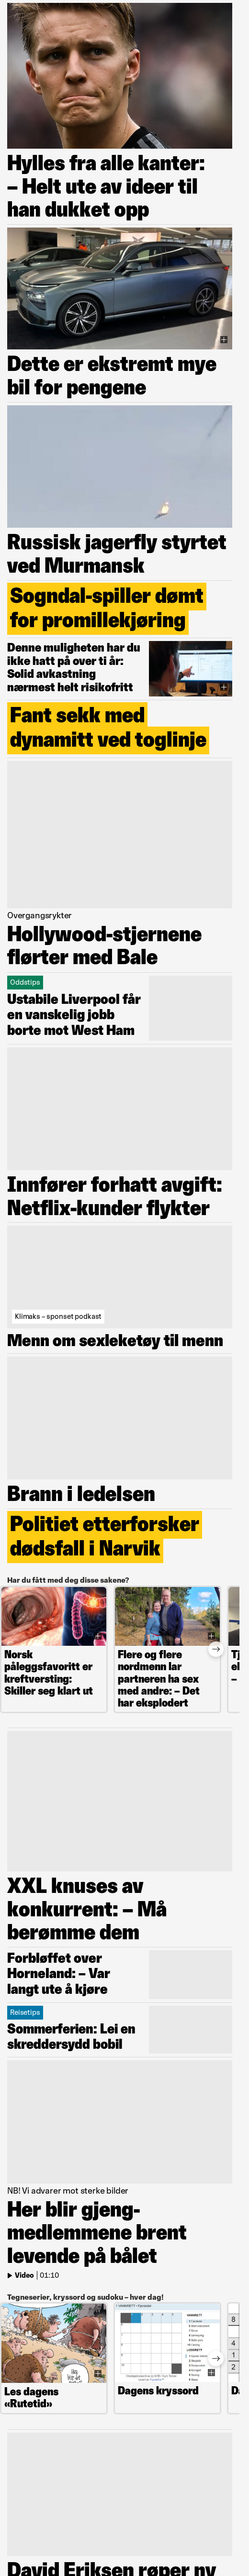 Hylles fra alle kanter:
– Helt ute av ideer til
han dukket opp
Dette er ekstremt mye
bil for pengene
Russisk jagerfly styrtet
ved Murmansk
Sogndal-spiller dømt
for promillekjøring
Denne muligheten har du
ikke hatt på over ti år:
Solid avkastning
nærmest helt risikofritt
Fant sekk med
dynamitt ved toglinje
Overgangsrykter
Hollywood-stjernene
flørter med Bale
Oddstips
Ustabile Liverpool får
en vanskelig jobb
borte mot West Ham
Innfører forhatt avgift:
Netflix-kunder flykter
Klimaks – sponset podkast
Menn om sexleketøy til menn
Brann i ledelsen
Politiet etterforsker
dødsfall i Narvik
Har du fått med deg disse sakene?
Norsk
påleggsfavoritt er
kreftversting:
Skiller seg klart ut
Flere og flere
nordmenn lar
partneren ha sex
med andre: – Det
har eksplodert
XXL knuses av
konkurrent: – Må
berømme dem
Forbløffet over
Horneland: – Var
langt ute å kjøre
Reisetips
Sommerferien: Lei en
skreddersydd bobil
NB! Vi advarer mot sterke bilder
Her blir gjeng-
medlemmene brent
levende på bålet
Video | 01:10
Tegneserier, kryssord og sudoku – hver dag!
Les dagens
«Rutetid»
Dagens kryssord
David Eriksen røper ny